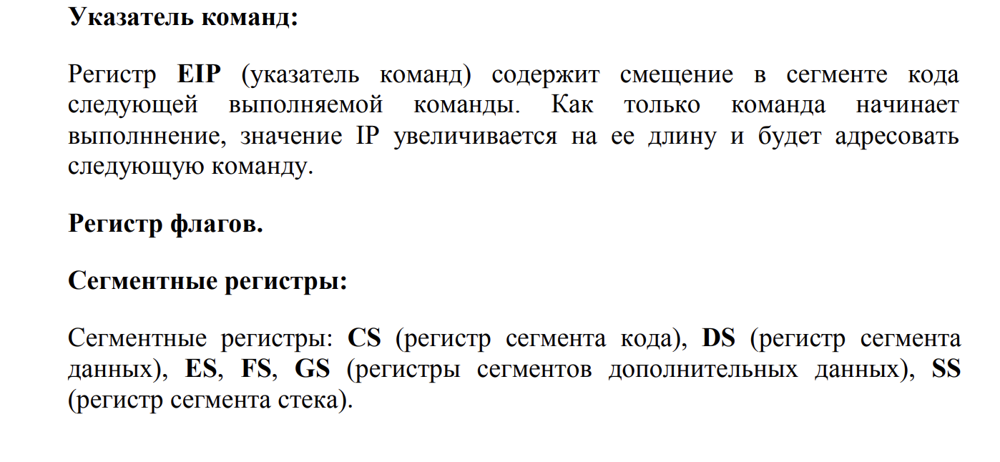 Указатель команд:
Регистр EIP (указатель команд) содержит смещение в сегменте кода
следующей выполняемой команды. Как только команда начинает
выполннение, значение IP увеличивается на ее длину и будет адресовать
следующую команду.
Регистр флагов.
Сегментные регистры:
Сегментные регистры: CS (регистр сегмента кода), DS (регистр сегмента
данных), ES, FS, GS (регистры сегментов дополнительных данных), SS
(регистр сегмента стека).